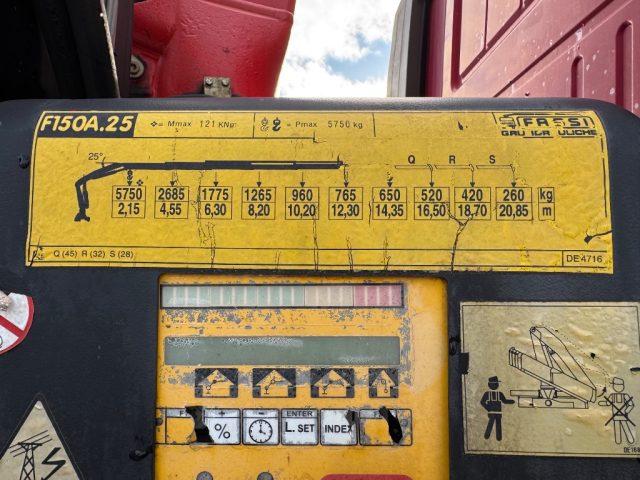 F150A.25 Mmax 121 KNm Pmax 5750 kg FASSI
GRU IDRAULICHE
25°
Q R S
5750 2685 1775 1265 960 765 650 520 420 260 kg
2,15 4,55 6,30 8,20 10,20 12,30 14,35 16,50 18,70 20,85 m
Q (45) R (32) S (28) DE4716
% ENTER L. SET INDEX